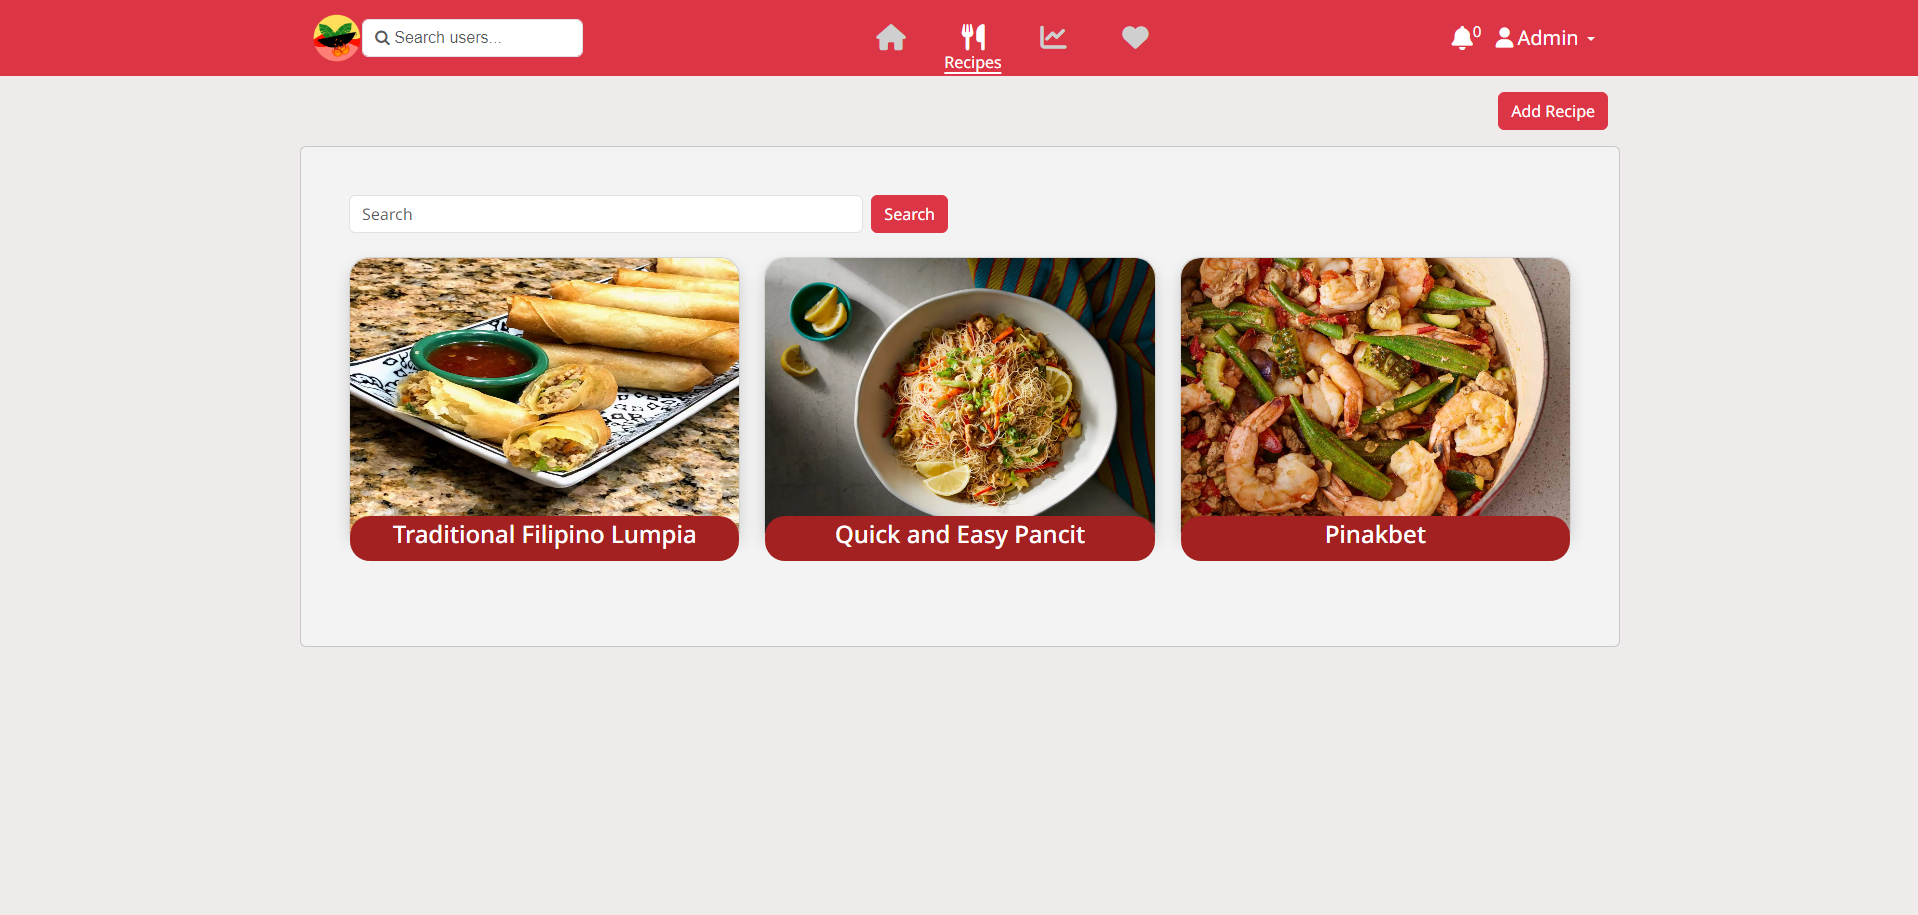 Search users...
Recipes
0
Admin
Add Recipe
Search
Search
Traditional Filipino Lumpia
Quick and Easy Pancit
Pinakbet